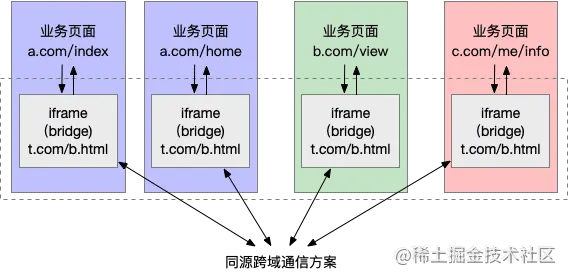 业务页面
a.com/index
业务页面
a.com/home
业务页面
b.com/view
业务页面
c.com/me/info
iframe
(bridge)
t.com/b.html
iframe
(bridge)
t.com/b.html
iframe
(bridge)
t.com/b.html
iframe
(bridge)
t.com/b.html
同源跨域通信方案
@稀土掘金技术社区